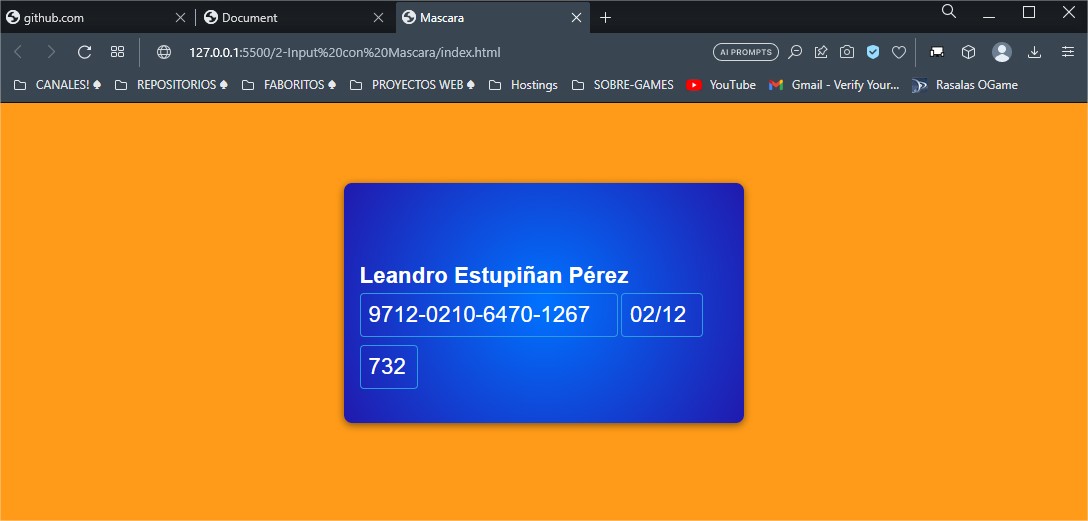 github.com Document Mascara
127.0.0.1:5500/2-Input%20con%20Mascara/index.html AI PROMPTS
CANALES! ♠ REPOSITORIOS ♠ FABORITOS ♠ PROYECTOS WEB ♠ Hostings SOBRE-GAMES YouTube Gmail - Verify Your... Rasalas OGame
Leandro Estupiñan Pérez
9712-0210-6470-1267 02/12
732